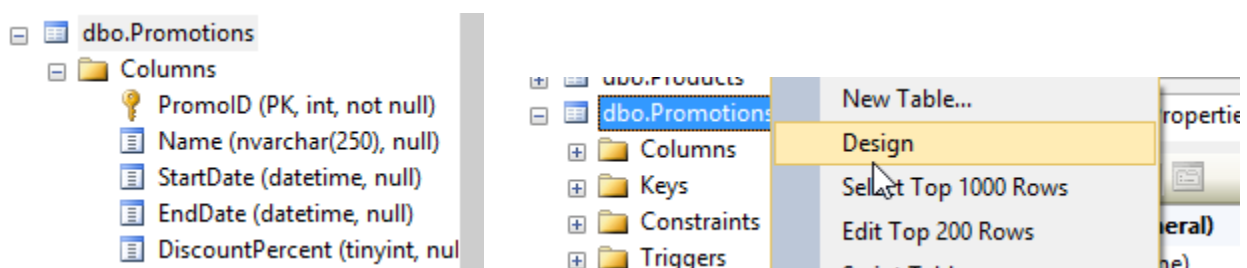 dbo.Promotions
Columns
PromoID (PK, int, not null)
Name (nvarchar(250), null)
StartDate (datetime, null)
EndDate (datetime, null)
DiscountPercent (tinyint, nul
dbo.Products
dbo.Promotions
Columns
Keys
Constraints
Triggers
New Table...
Design
Select Top 1000 Rows
Edit Top 200 Rows
ropertie
eral)